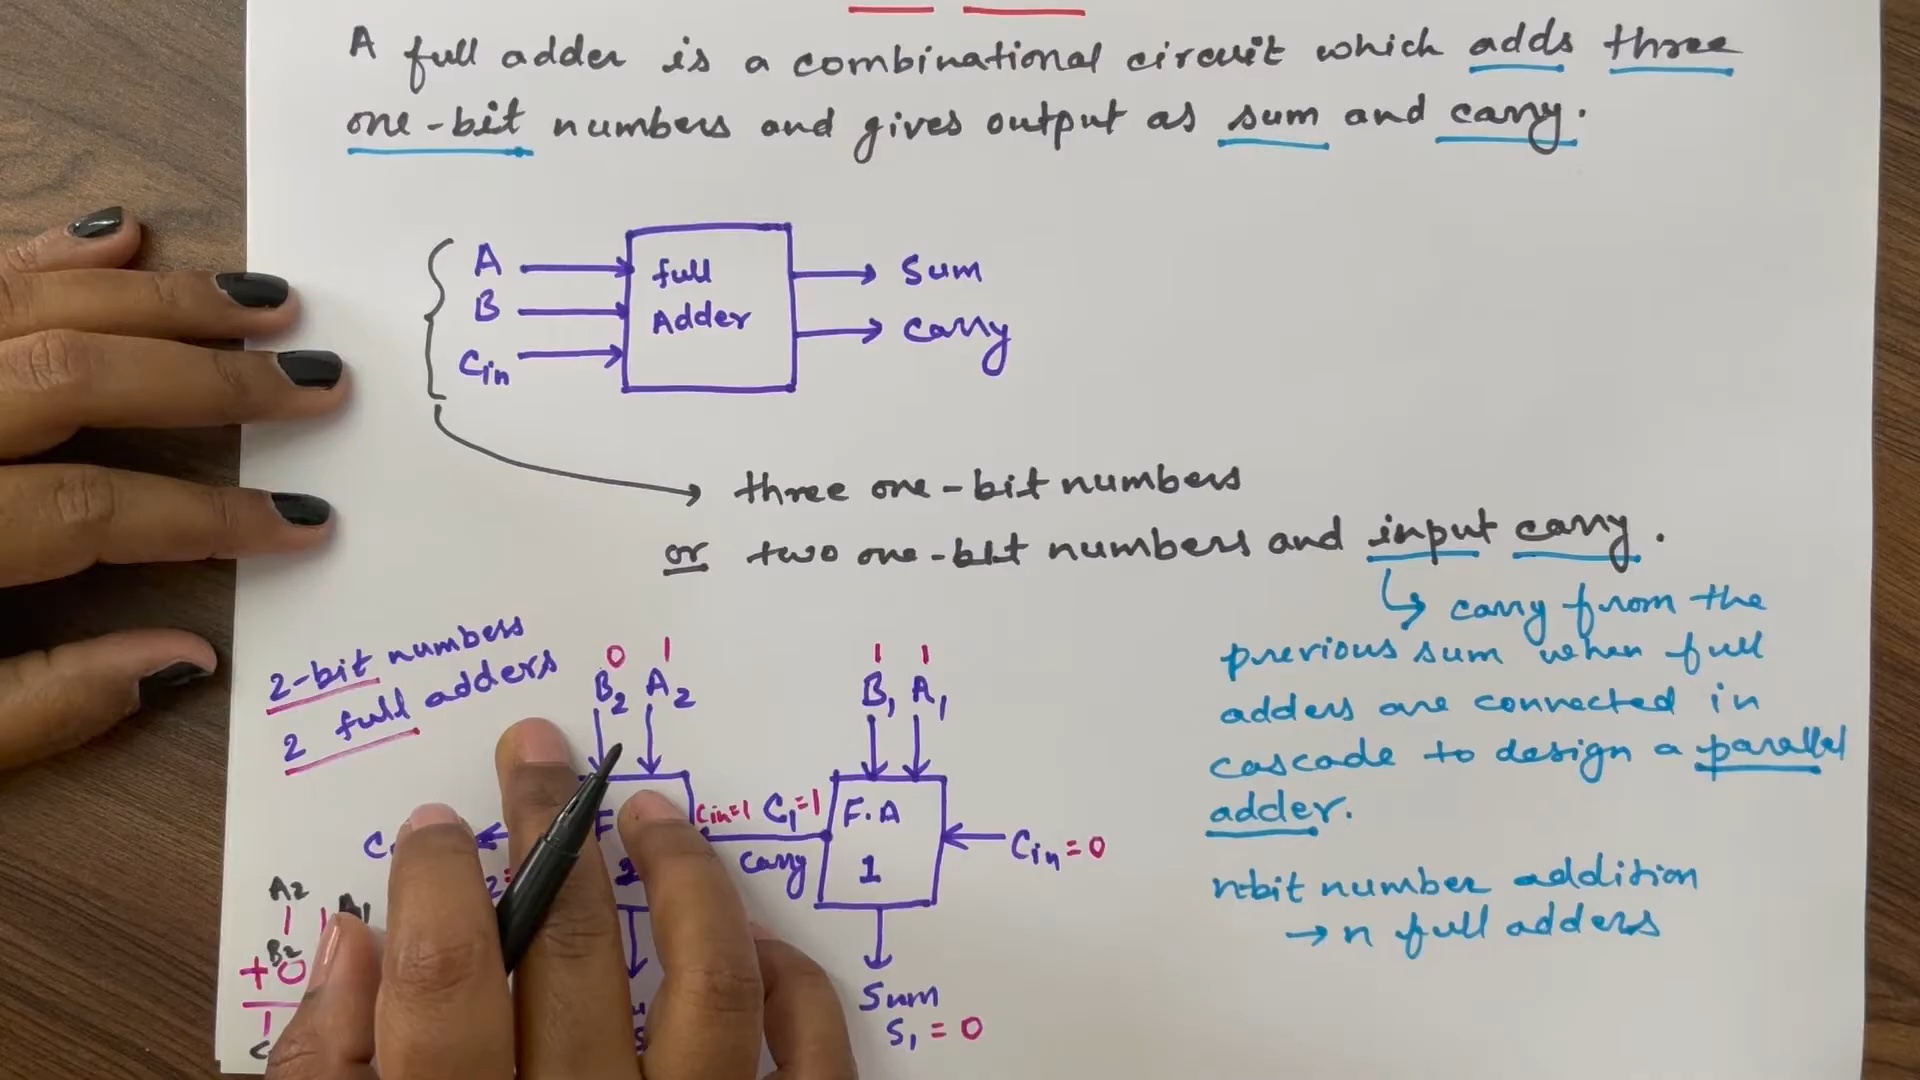 A full adder is a combinational circuit which adds three
one-bit numbers and gives output as sum and carry.
A
B
Cin
full
Adder
Sum
Carry
three one-bit numbers
or two one-bit numbers and input carry.
carry from the
previous sum when full
adders are connected in
cascade to design a parallel
adder.
n-bit number addition
→ n full adders
2-bit numbers
2 full adders
0 1
B2 A2
1 1
B1 A1
Cin=1 C1=1
Carry
F.A
1
Cin=0
Sum
S1=0
A2 A1
1
B2
+0
1